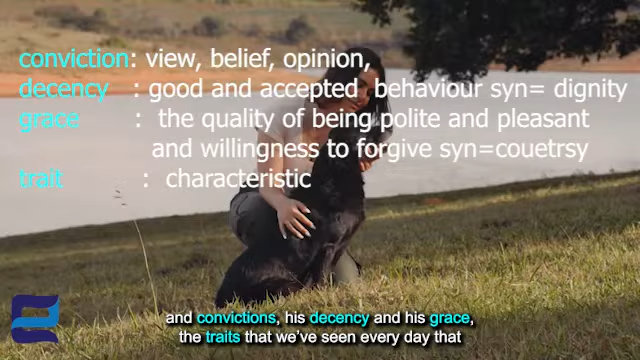 conviction: view, belief, opinion,
decency : good and accepted behaviour syn= dignity
grace : the quality of being polite and pleasant
and willingness to forgive syn=couetrsy
trait : characteristic
and convictions, his decency and his grace,
the traits that we've seen every day that